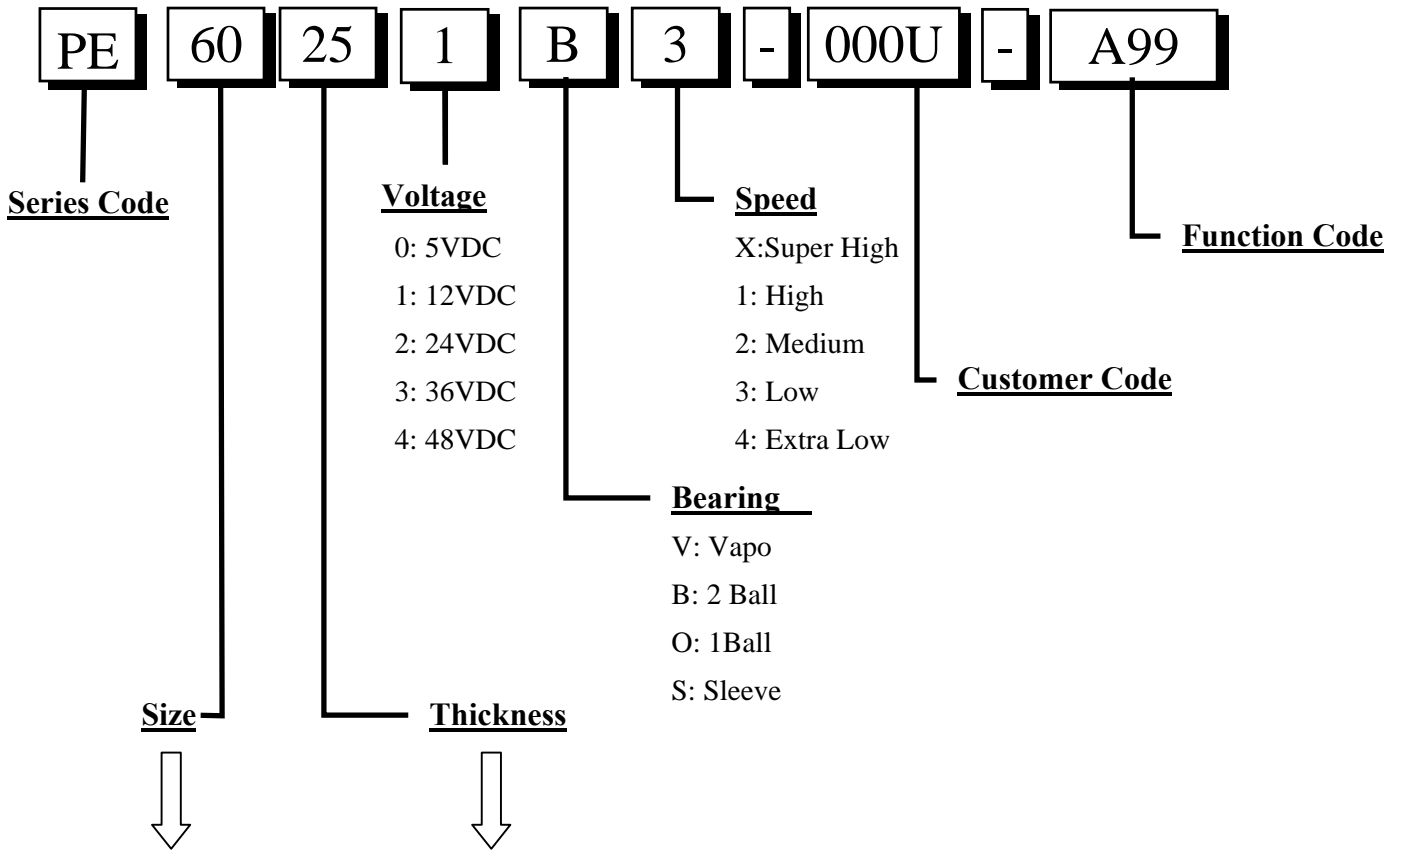 PE 60 25 1 B 3 - 000U - A99
Series Code
Voltage
0: 5VDC
1: 12VDC
2: 24VDC
3: 36VDC
4: 48VDC
Speed
X:Super High
1: High
2: Medium
3: Low
4: Extra Low
Function Code
Customer Code
Bearing
V: Vapo
B: 2 Ball
O: 1Ball
S: Sleeve
Size
Thickness